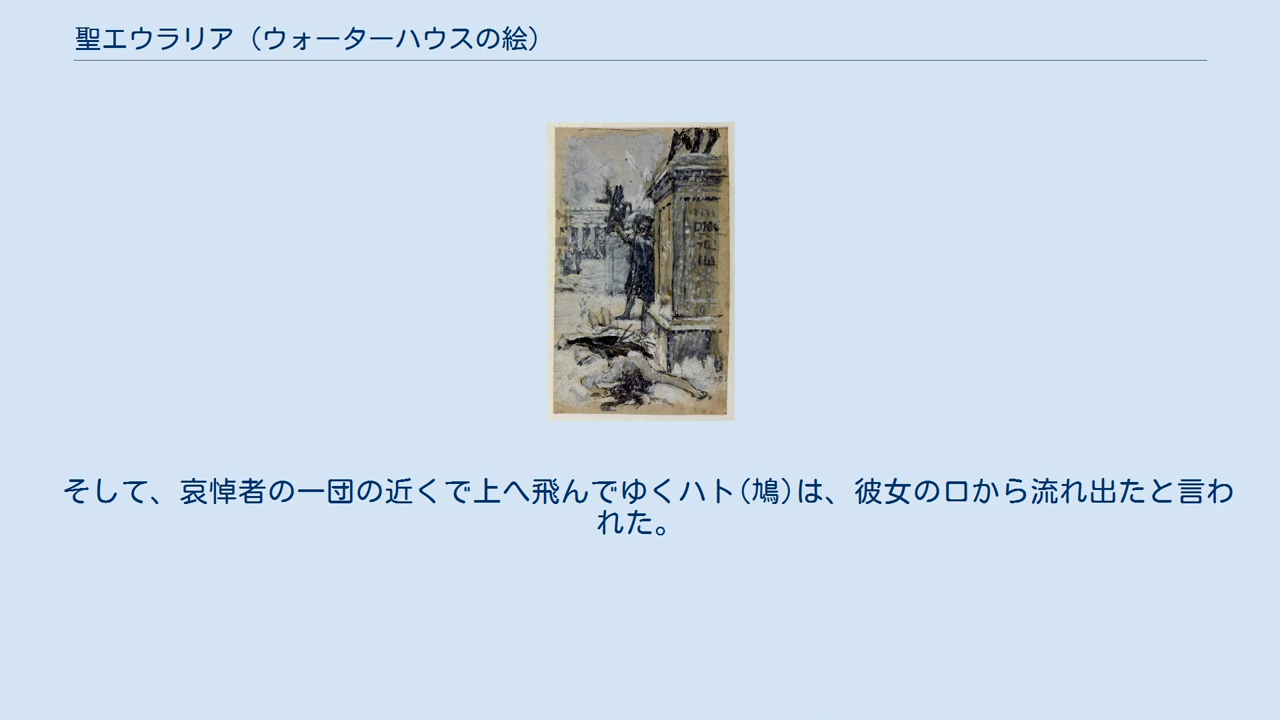 聖エウラリア（ウォーターハウスの絵）
そして、哀悼者の一団の近くで上へ飛んでゆくハト(鳩)は、彼女の口から流れ出たと言わ
れた。